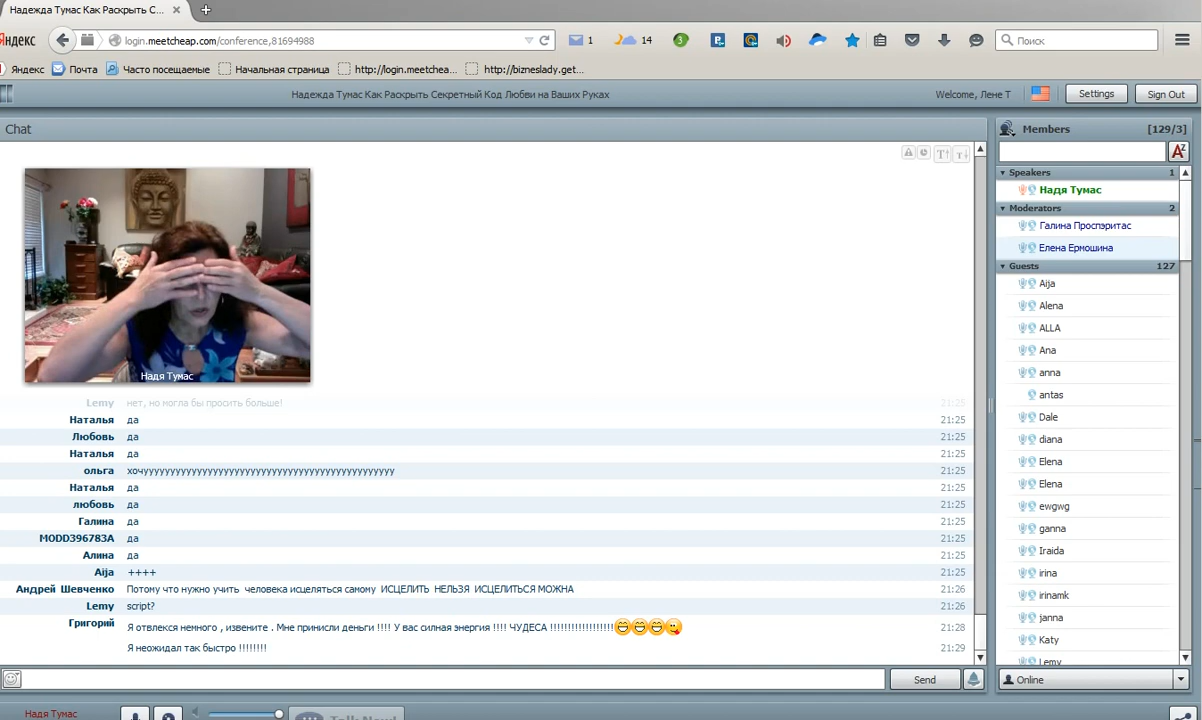 Надежда Тумас Как Раскрыть С...
Яндекс
login.meetcheap.com/conference,81694988
1
14
3
Поиск
Яндекс
Почта
Часто посещаемые
Начальная страница
http://login.meetchea...
http://bizneslady.get...
Надежда Тумас Как Раскрыть Секретный Код Любви на Ваших Руках
Welcome, Лене Т
Settings
Sign Out
Chat
Надя Тумас
Lemy нет, но могла бы просить больше! 21:25
Наталья да 21:25
Любовь да 21:25
Наталья да 21:25
ольга хочууууууууууууууууууууууууууууууууууууууууууууууу 21:25
Наталья да 21:25
любовь да 21:25
Галина да 21:25
MODD396783A да 21:25
Алина да 21:25
Aija ++++ 21:25
Андрей Шевченко Потому что нужно учить человека исцеляться самому ИСЦЕЛИТЬ НЕЛЬЗЯ ИСЦЕЛИТЬСЯ МОЖНА 21:26
Lemy script? 21:26
Григорий Я отвлекся немного , извените . Мне принисли деньги !!!! У вас силная энергия !!!! ЧУДЕСА !!!!!!!!!!!!!!!!!! 21:28
Я неожидал так быстро !!!!!!!! 21:29
Send
Надя Тумас
Talk Now!
Members [129/3]
Speakers 1
Надя Тумас
Moderators 2
Галина Проспэритас
Елена Ермошина
Guests 127
Aija
Alena
ALLA
Ana
anna
antas
Dale
diana
Elena
Elena
ewgwg
ganna
Iraida
irina
irinamk
janna
Katy
Lemy
Online